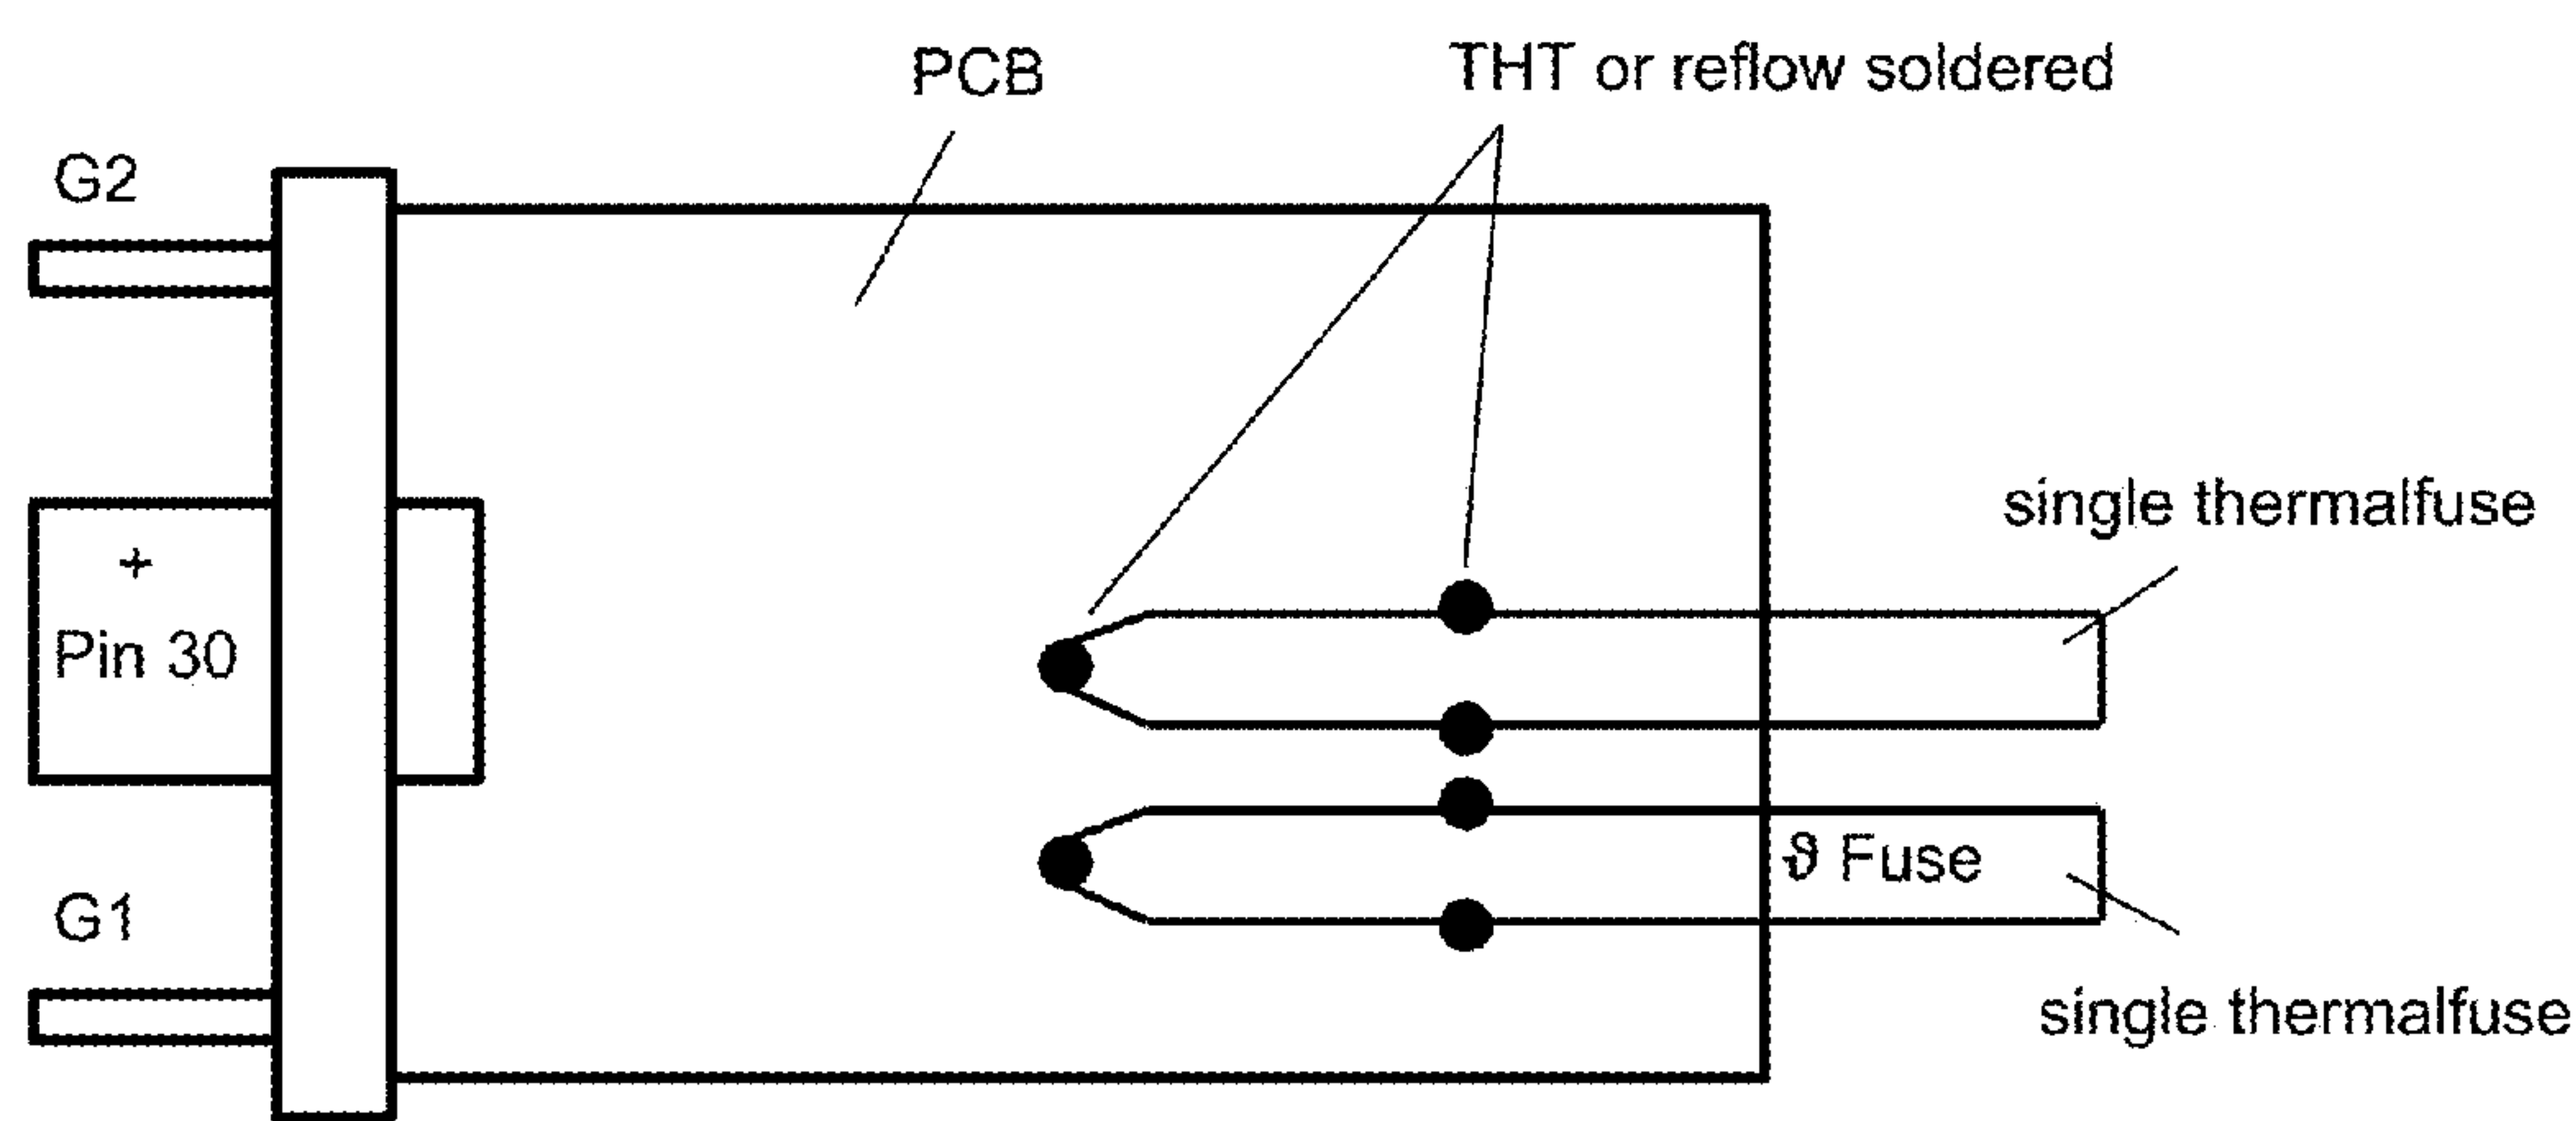 PCB
THT or reflow soldered
G2
single thermalfuse
+
Pin 30
ϑ Fuse
G1
single thermalfuse